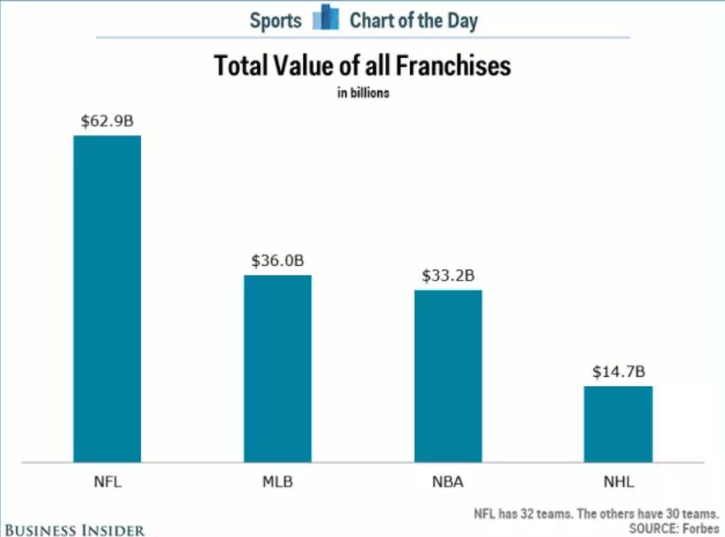 Sports Chart of the Day
Total Value of all Franchises
in billions
$62.9B
$36.0B
$33.2B
$14.7B
NFL MLB NBA NHL
NFL has 32 teams. The others have 30 teams.
SOURCE: Forbes
BUSINESS INSIDER